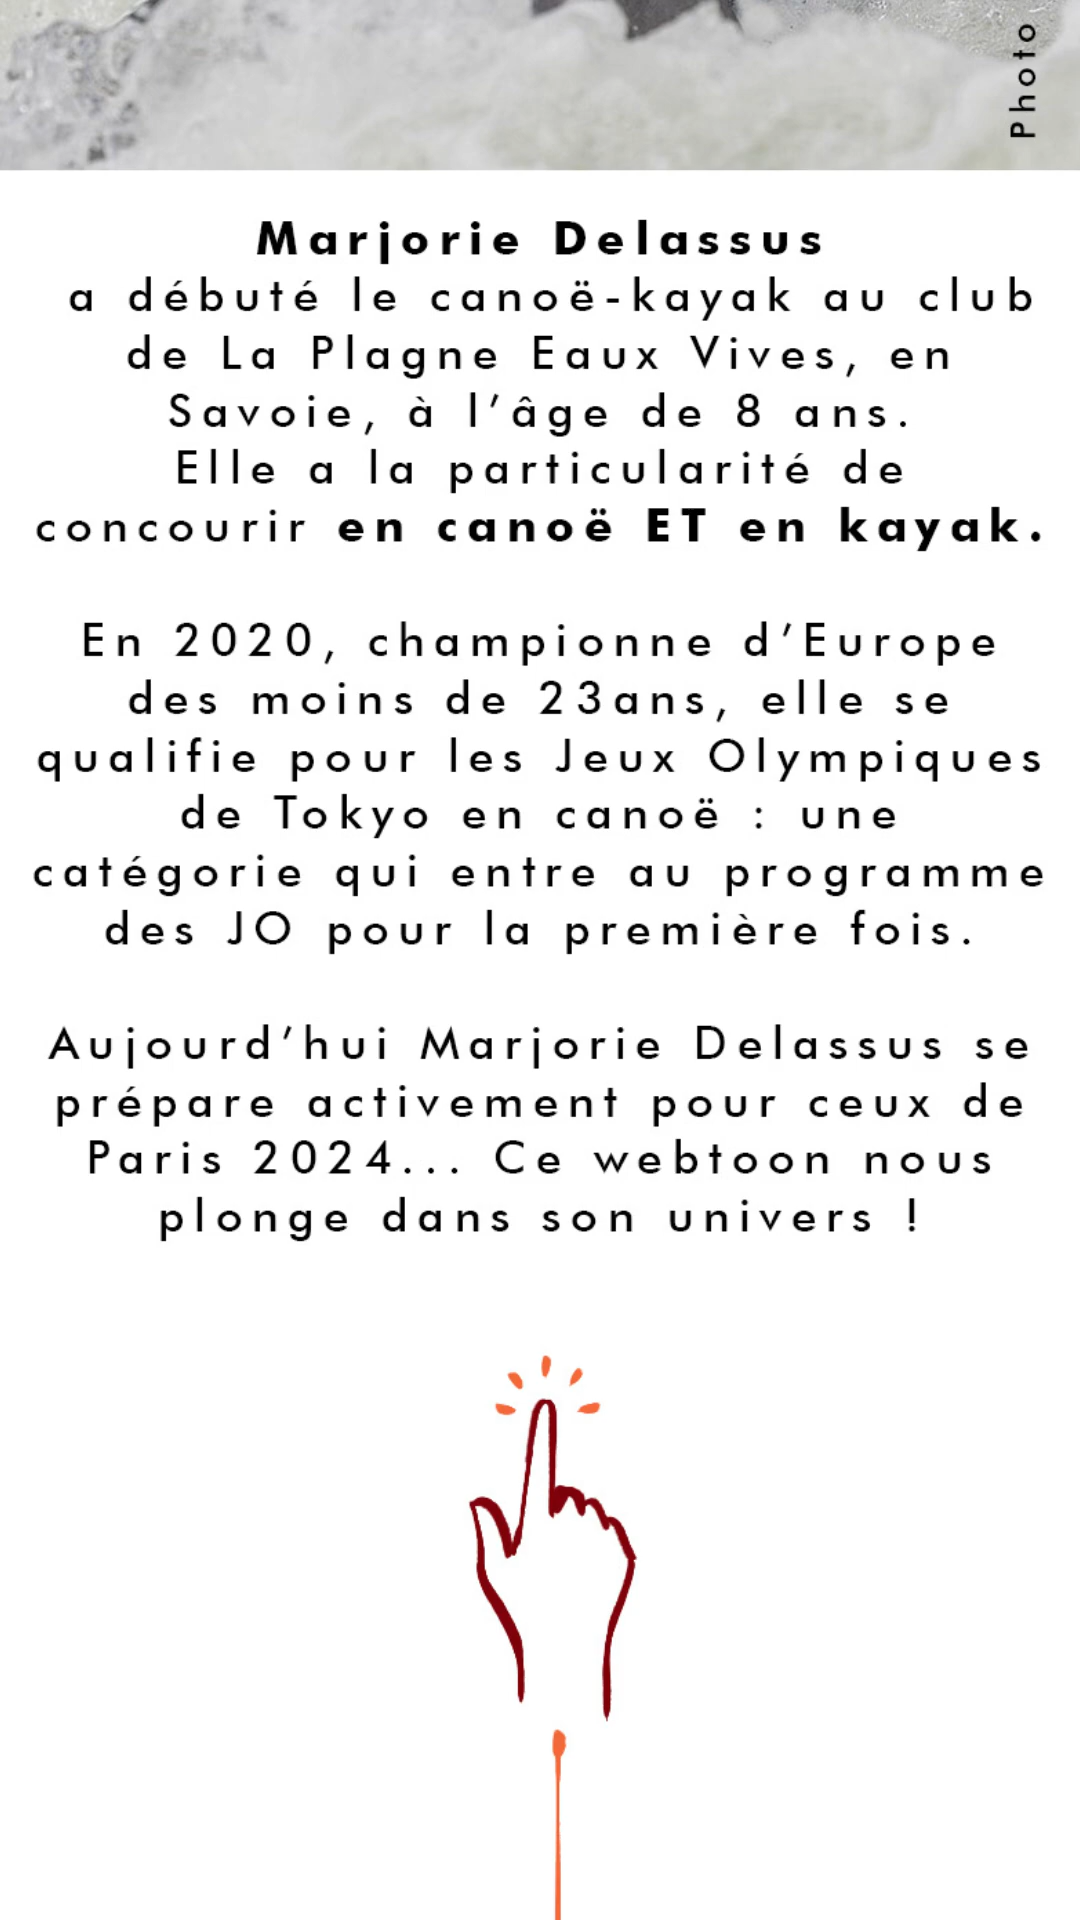 Photo
Marjorie Delassus
a débuté le canoë-kayak au club
de La Plagne Eaux Vives, en
Savoie, à l’âge de 8 ans.
Elle a la particularité de
concourir en canoë ET en kayak.
En 2020, championne d’Europe
des moins de 23ans, elle se
qualifie pour les Jeux Olympiques
de Tokyo en canoë : une
catégorie qui entre au programme
des JO pour la première fois.
Aujourd’hui Marjorie Delassus se
prépare activement pour ceux de
Paris 2024... Ce webtoon nous
plonge dans son univers !